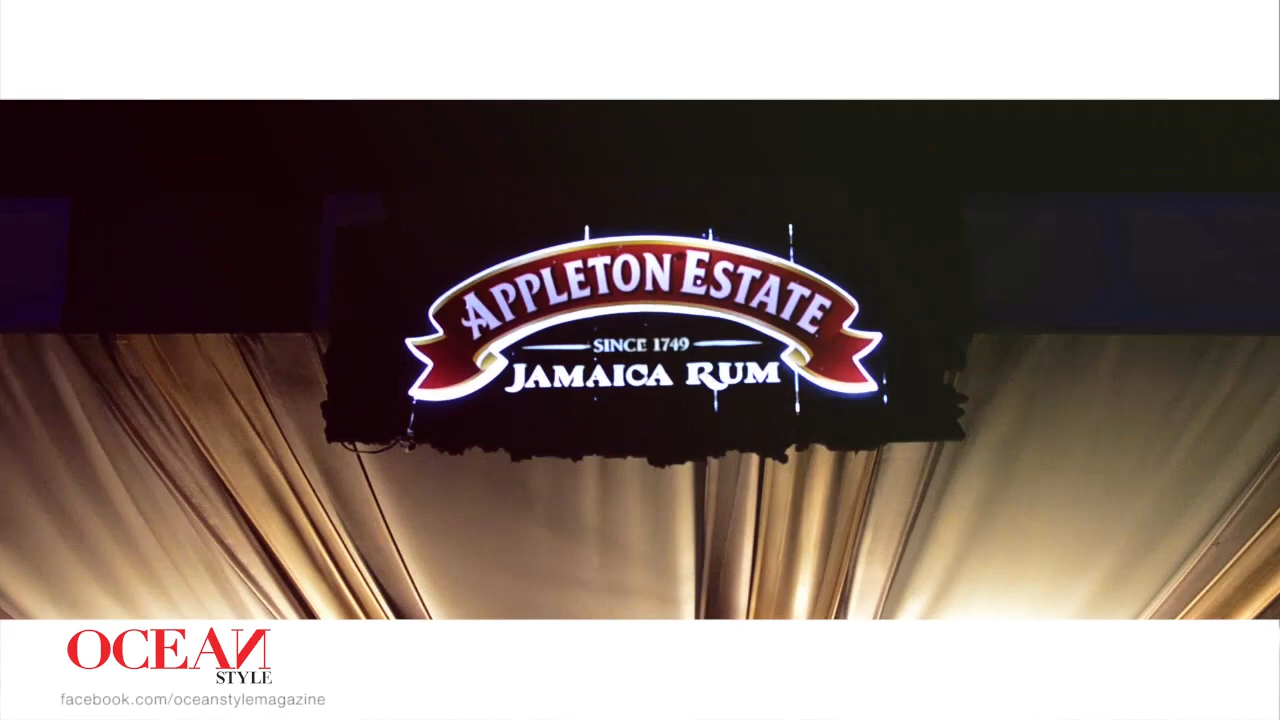 APPLETON ESTATE
SINCE 1749
JAMAICA RUM
OCEAN
STYLE
facebook.com/oceanstylemagazine